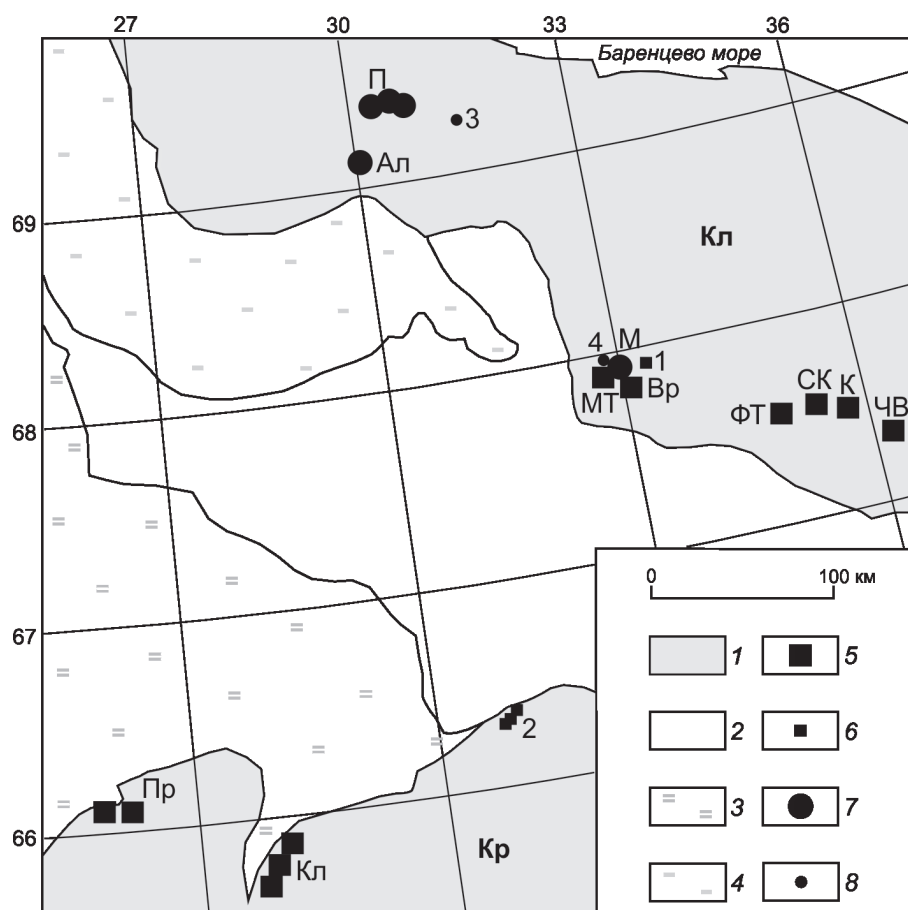 27 30 33 36
Баренцево море
П
3
Ал
69
Кл
4 М
1
МТ Вр
СК К
ФТ ЧВ
68
0 100 км
67
1 5
2
2 6
Пр
3 7
66
Кл Кр
4 8